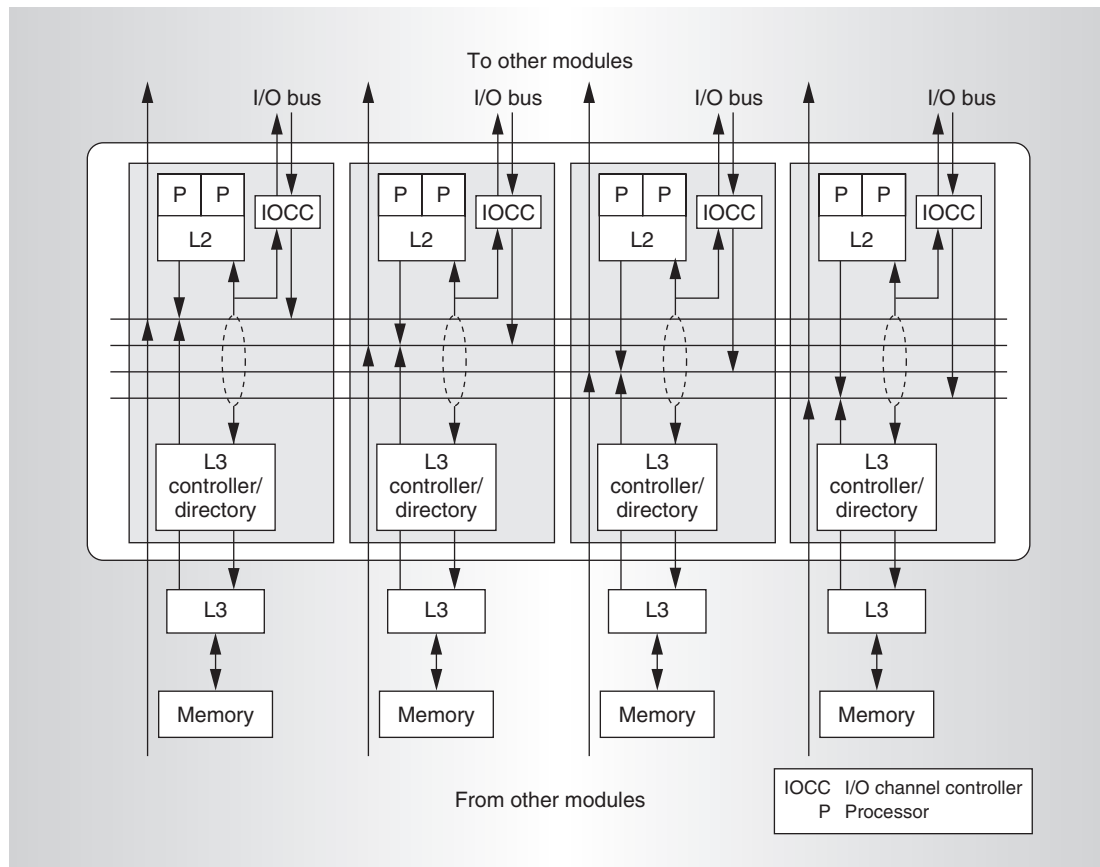 To other modules
I/O bus I/O bus I/O bus I/O bus
P P IOCC P P IOCC P P IOCC P P IOCC
L2 L2 L2 L2
L3 controller/ directory L3 controller/ directory L3 controller/ directory L3 controller/ directory
L3 L3 L3 L3
Memory Memory Memory Memory
From other modules
IOCC I/O channel controller
P Processor